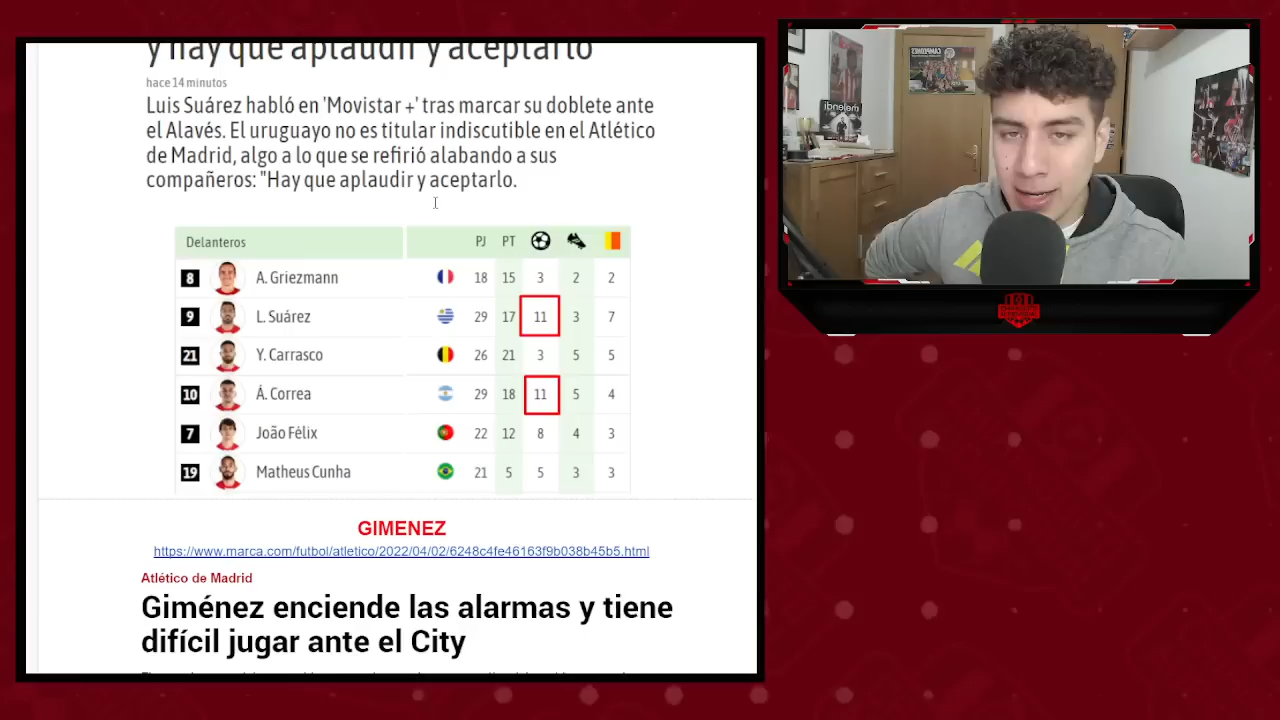 y hay que aplaudir y aceptarlo
hace 14 minutos
Luis Suárez habló en 'Movistar +' tras marcar su doblete ante
el Alavés. El uruguayo no es titular indiscutible en el Atlético
de Madrid, algo a lo que se refirió alabando a sus
compañeros: "Hay que aplaudir y aceptarlo.
Delanteros PJ PT
8 A. Griezmann 18 15 3 2 2
9 L. Suárez 29 17 11 3 7
21 Y. Carrasco 26 21 3 5 5
10 Á. Correa 29 18 11 5 4
7 João Félix 22 12 8 4 3
19 Matheus Cunha 21 5 5 3 3
GIMENEZ
https://www.marca.com/futbol/atletico/2022/04/02/6248c4fe46163f9b038b45b5.html
Atlético de Madrid
Giménez enciende las alarmas y tiene
difícil jugar ante el City
CAMPEONES
melendi